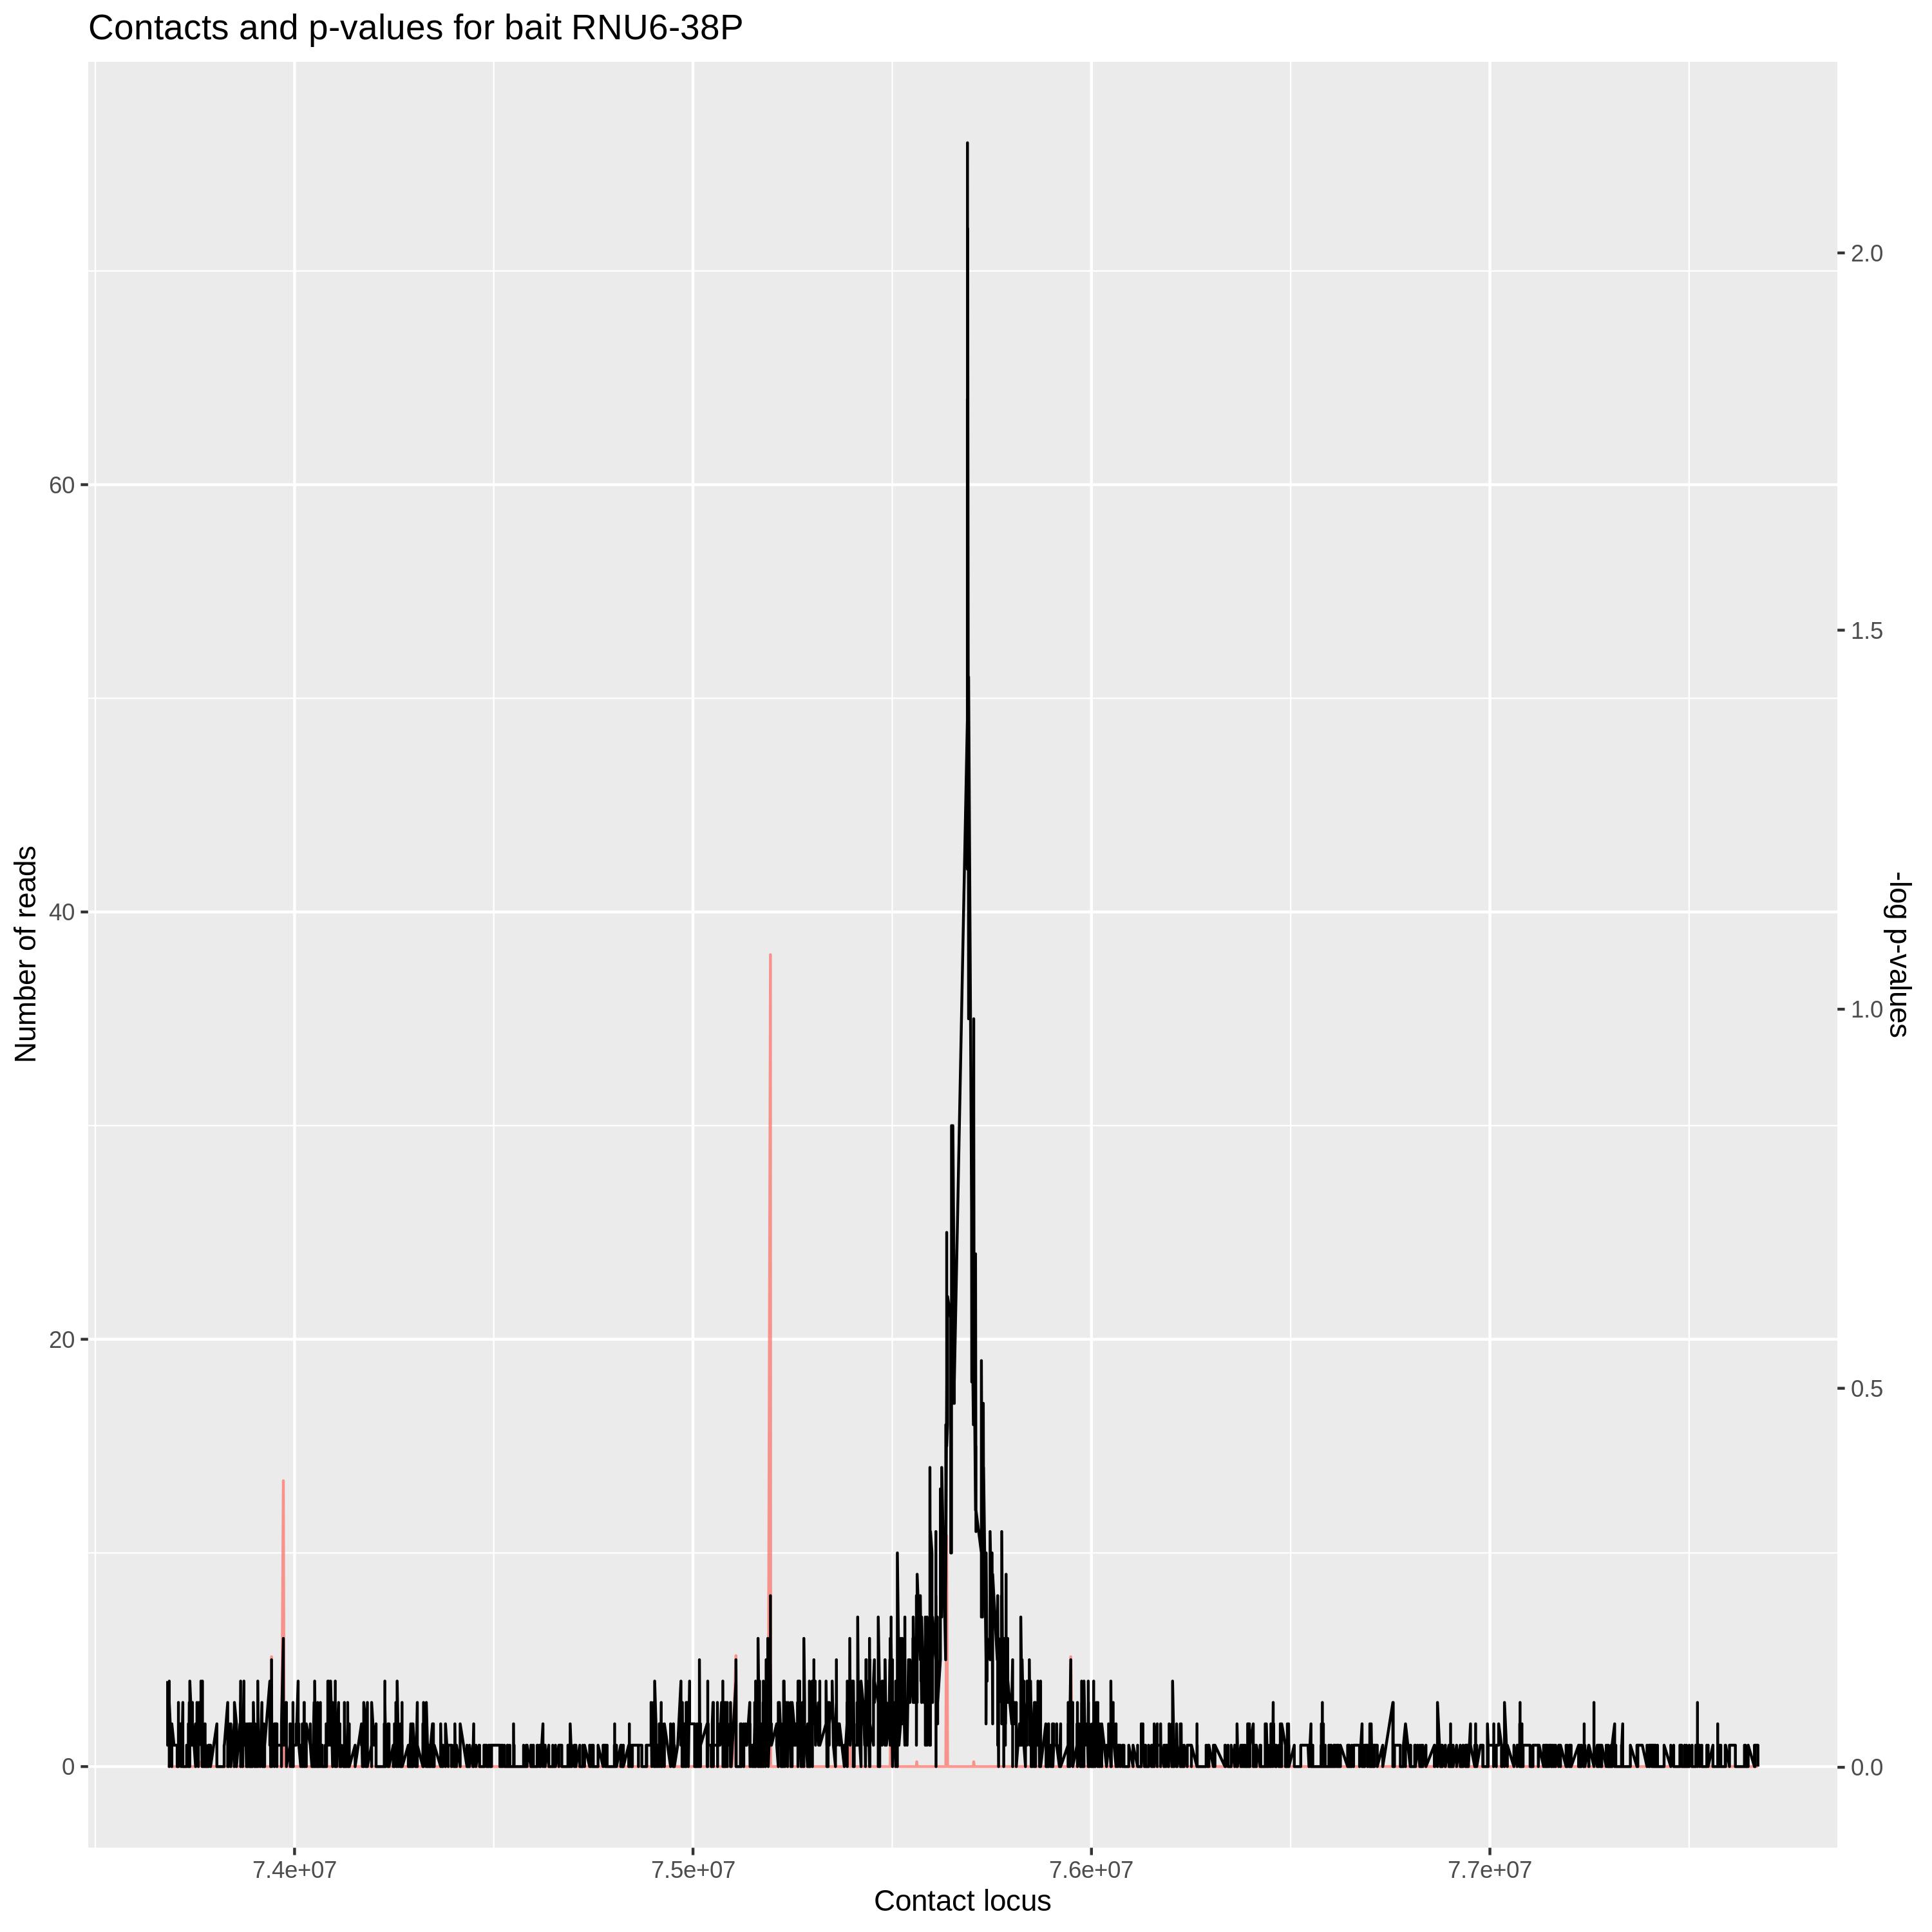 Contacts and p-values for bait RNU6-38P
Number of reads
60
40
20
0
2.0
1.5
1.0
0.5
0.0
-log p-values
7.4e+07 7.5e+07 7.6e+07 7.7e+07
Contact locus